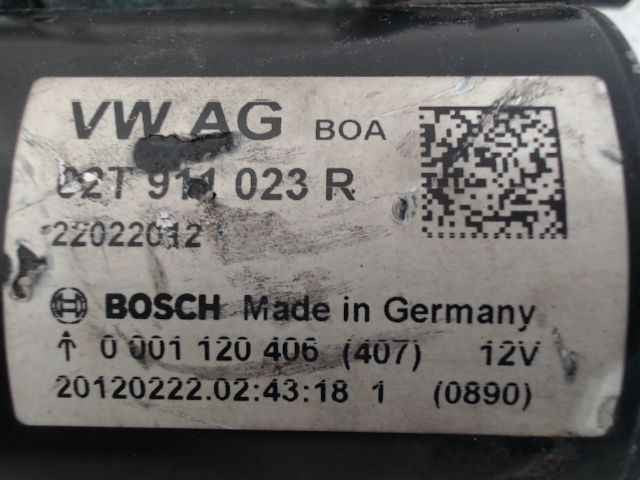 VW AG BOA
02T 911 023 R
22022012
BOSCH Made in Germany
0 001 120 406 (407) 12V
20120222.02:43:18 1 (0890)